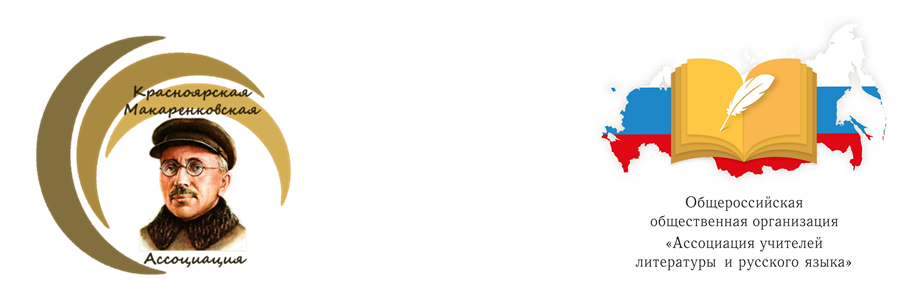 Красноярская
Макаренковская
Ассоциация
Общероссийская
общественная организация
«Ассоциация учителей
литературы и русского языка»